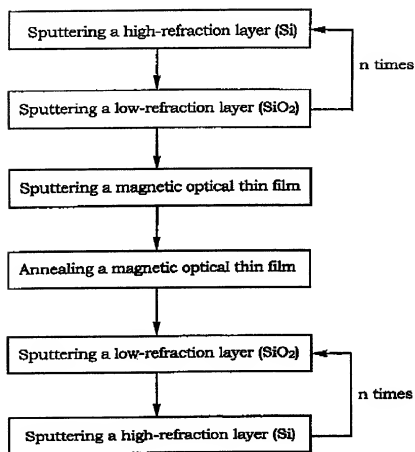 Sputtering a high-refraction layer (Si)
n times
Sputtering a low-refraction layer (SiO₂)
Sputtering a magnetic optical thin film
Annealing a magnetic optical thin film
Sputtering a low-refraction layer (SiO₂)
n times
Sputtering a high-refraction layer (Si)